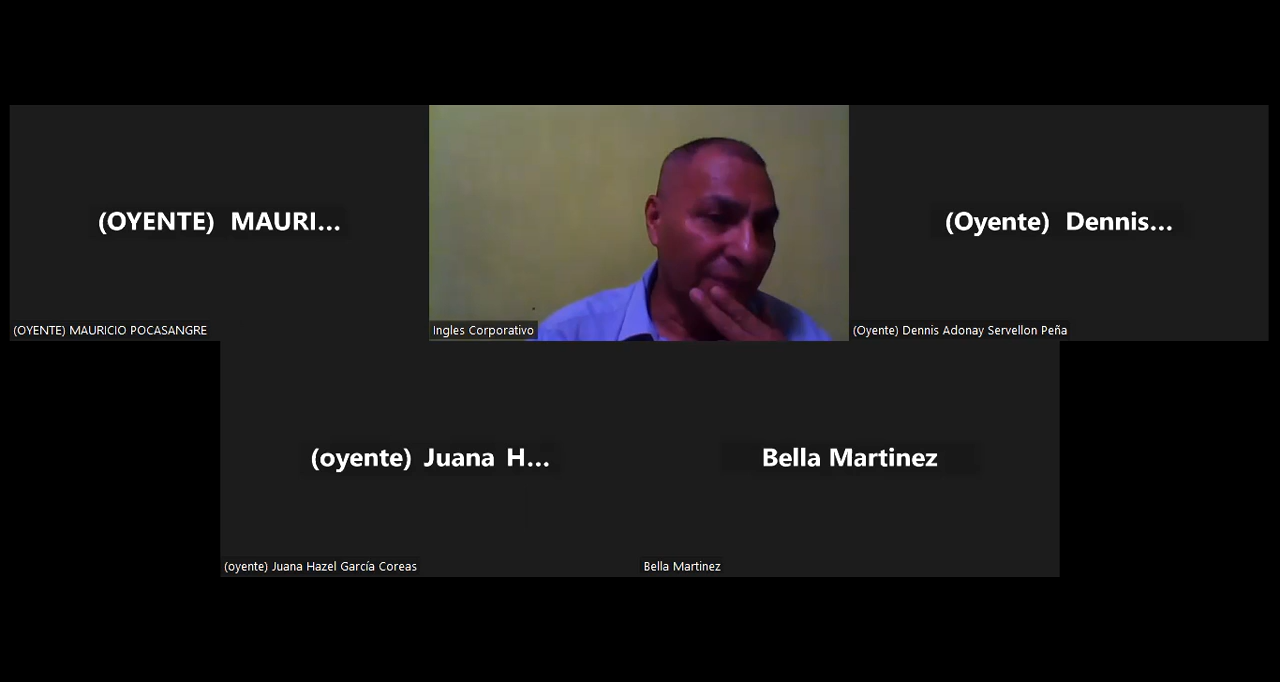 (OYENTE) MAURI...
(OYENTE) MAURICIO POCASANGRE
Ingles Corporativo
(Oyente) Dennis...
(Oyente) Dennis Adonay Servellon Peña
(oyente) Juana H...
(oyente) Juana Hazel García Coreas
Bella Martinez
Bella Martinez